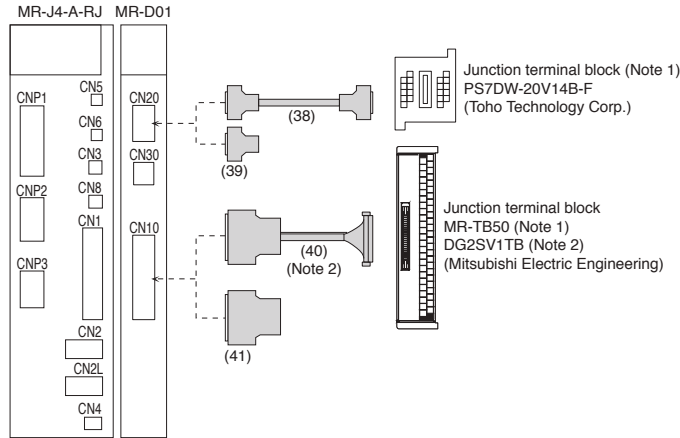 MR-J4-A-RJ MR-D01
CNP1
CN5
CN6
CN3
CNP2
CN8
CN1
CNP3
CN2
CN2L
CN4
CN20
CN30
CN10
(38)
(39)
(40)
(Note 2)
(41)
Junction terminal block (Note 1)
PS7DW-20V14B-F
(Toho Technology Corp.)
Junction terminal block
MR-TB50 (Note 1)
DG2SV1TB (Note 2)
(Mitsubishi Electric Engineering)